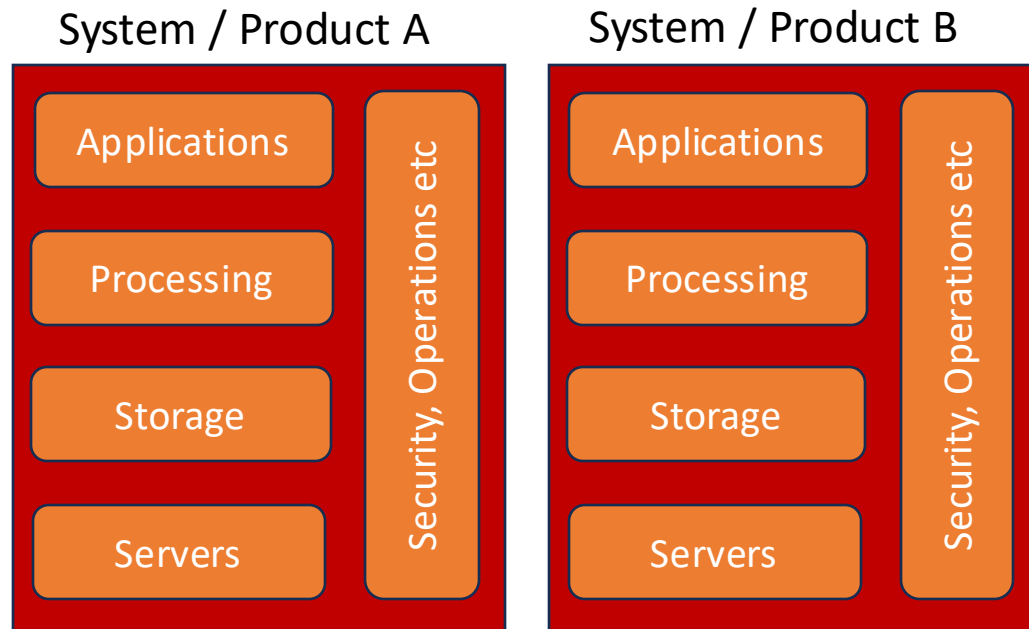 System / Product A
Applications
Processing
Storage
Servers
Security, Operations etc
System / Product B
Applications
Processing
Storage
Servers
Security, Operations etc